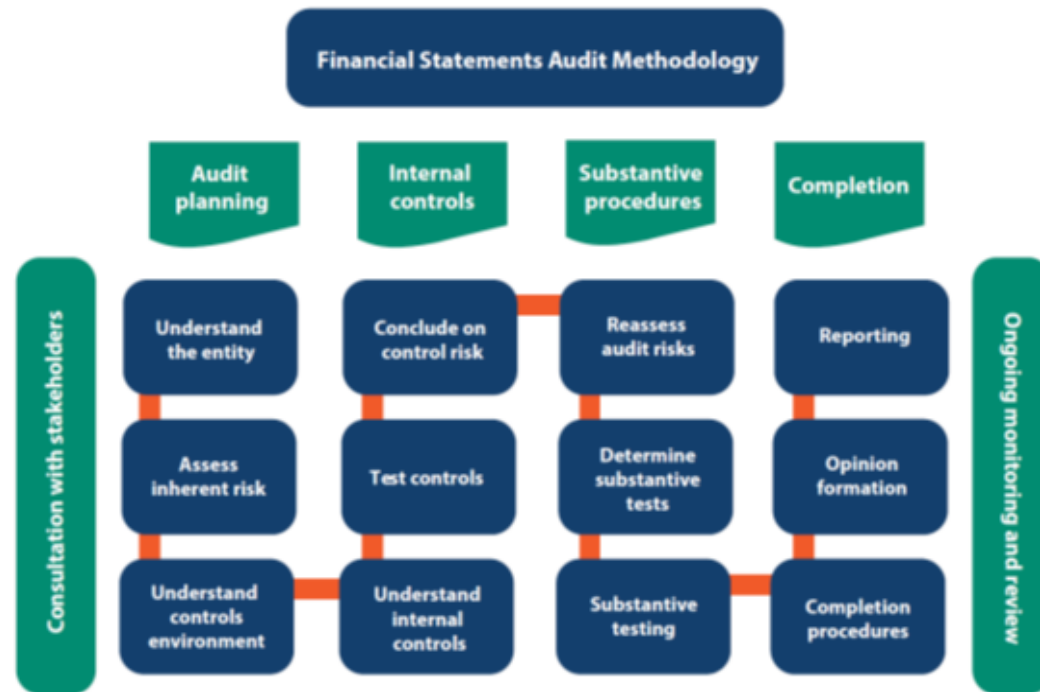 Financial Statements Audit Methodology
Audit
planning
Internal
controls
Substantive
procedures
Completion
Consultation with stakeholders
Understand
the entity
Conclude on
control risk
Reassess
audit risks
Reporting
Assess
inherent risk
Test controls
Determine
substantive
tests
Opinion
formation
Understand
controls
environment
Understand
internal
controls
Substantive
testing
Completion
procedures
Ongoing monitoring and review